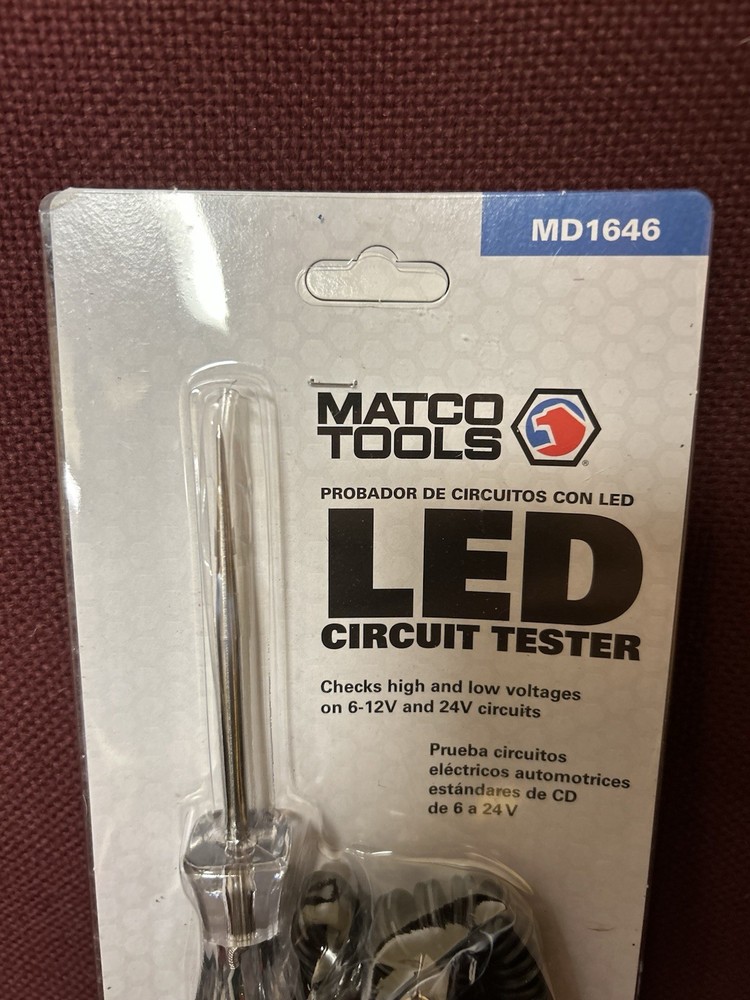 MD1646
MATCO
TOOLS
®
PROBADOR DE CIRCUITOS CON LED
LED
CIRCUIT TESTER
Checks high and low voltages
on 6-12V and 24V circuits
Prueba circuitos
eléctricos automotrices
estándares de CD
de 6 a 24 V